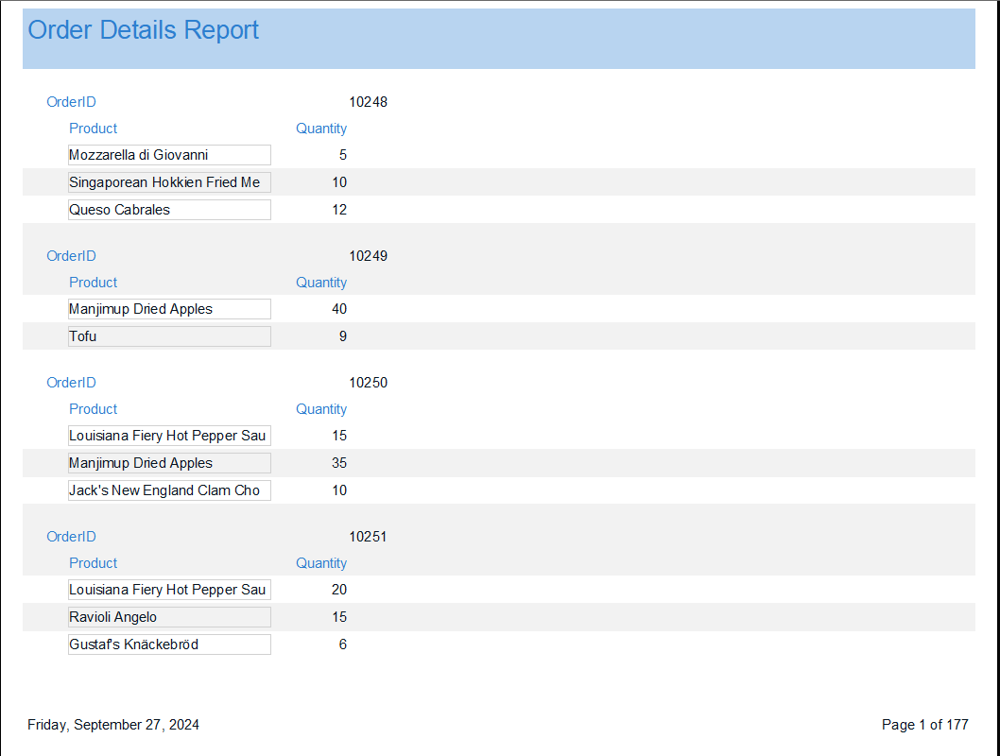 Order Details Report
OrderID 10248
Product Quantity
Mozzarella di Giovanni 5
Singaporean Hokkien Fried Me 10
Queso Cabrales 12
OrderID 10249
Product Quantity
Manjimup Dried Apples 40
Tofu 9
OrderID 10250
Product Quantity
Louisiana Fiery Hot Pepper Sau 15
Manjimup Dried Apples 35
Jack's New England Clam Cho 10
OrderID 10251
Product Quantity
Louisiana Fiery Hot Pepper Sau 20
Ravioli Angelo 15
Gustaf's Knäckebröd 6
Friday, September 27, 2024 Page 1 of 177